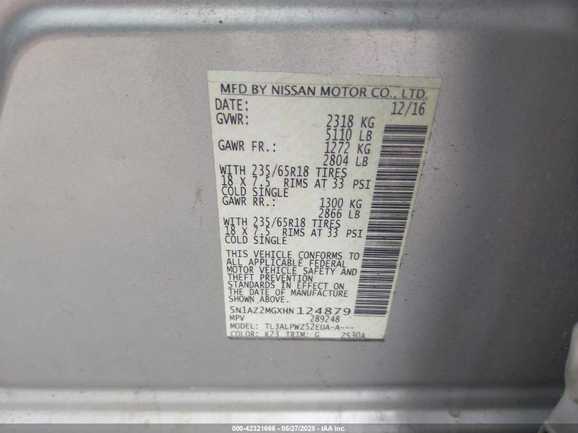 MFD BY NISSAN MOTOR CO., LTD.
DATE: 12/16
GVWR: 2318 KG
5110 LB
GAWR FR.: 1272 KG
2804 LB
WITH 235/65R18 TIRES
18 X 7.5 RIMS AT 33 PSI
COLD SINGLE
GAWR RR.: 1300 KG
2866 LB
WITH 235/65R18 TIRES
18 X 7.5 RIMS AT 33 PSI
COLD SINGLE
THIS VEHICLE CONFORMS TO
ALL APPLICABLE FEDERAL
MOTOR VEHICLE SAFETY AND
THEFT PREVENTION
STANDARDS IN EFFECT ON
THE DATE OF MANUFACTURE
SHOWN ABOVE.
5N1AZ2MGXHN124879
MPV 289248
MODEL: TL3ALPWZ52EUA-A---
COLOR: K23 TRIM: G 2530A
000-42321666 - 05/27/2025 - IAA, Inc.